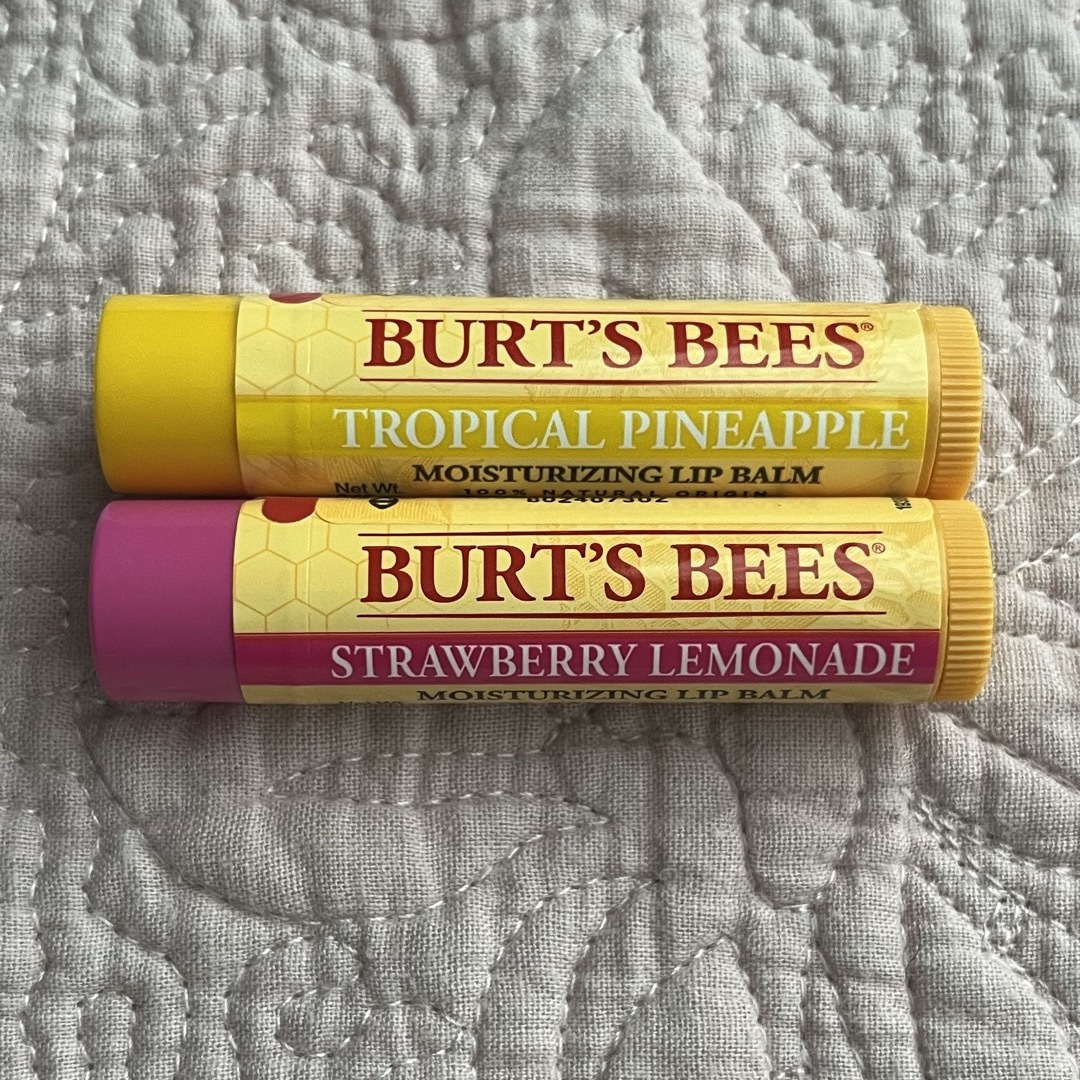 BURT'S BEES®
TROPICAL PINEAPPLE
MOISTURIZING LIP BALM
100% NATURAL ORIGIN
Net Wt.
BURT'S BEES®
STRAWBERRY LEMONADE
MOISTURIZING LIP BALM